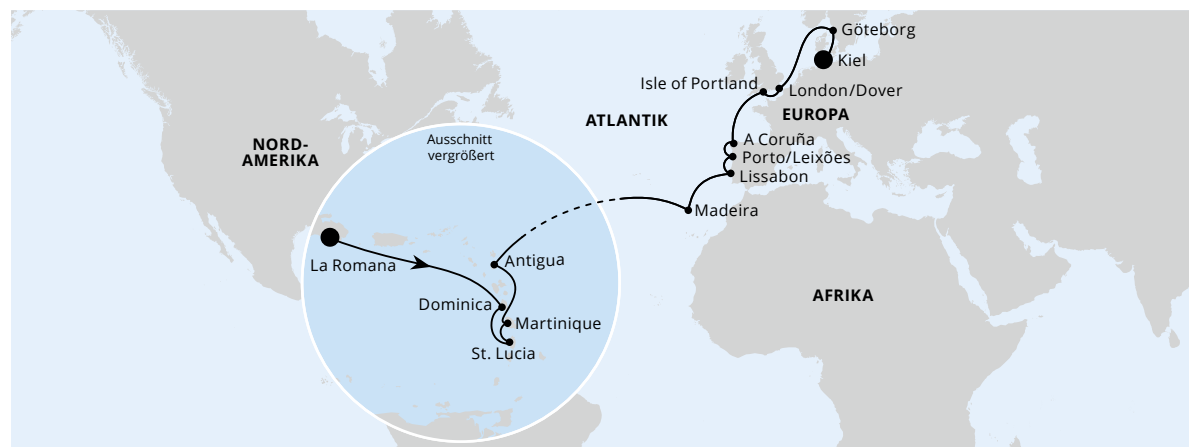 Göteborg
Kiel
Isle of Portland
London/Dover
EUROPA
ATLANTIK
A Coruña
Porto/Leixões
Lissabon
Madeira
NORD-
AMERIKA
Ausschnitt
vergrößert
La Romana
Antigua
Dominica
Martinique
St. Lucia
AFRIKA